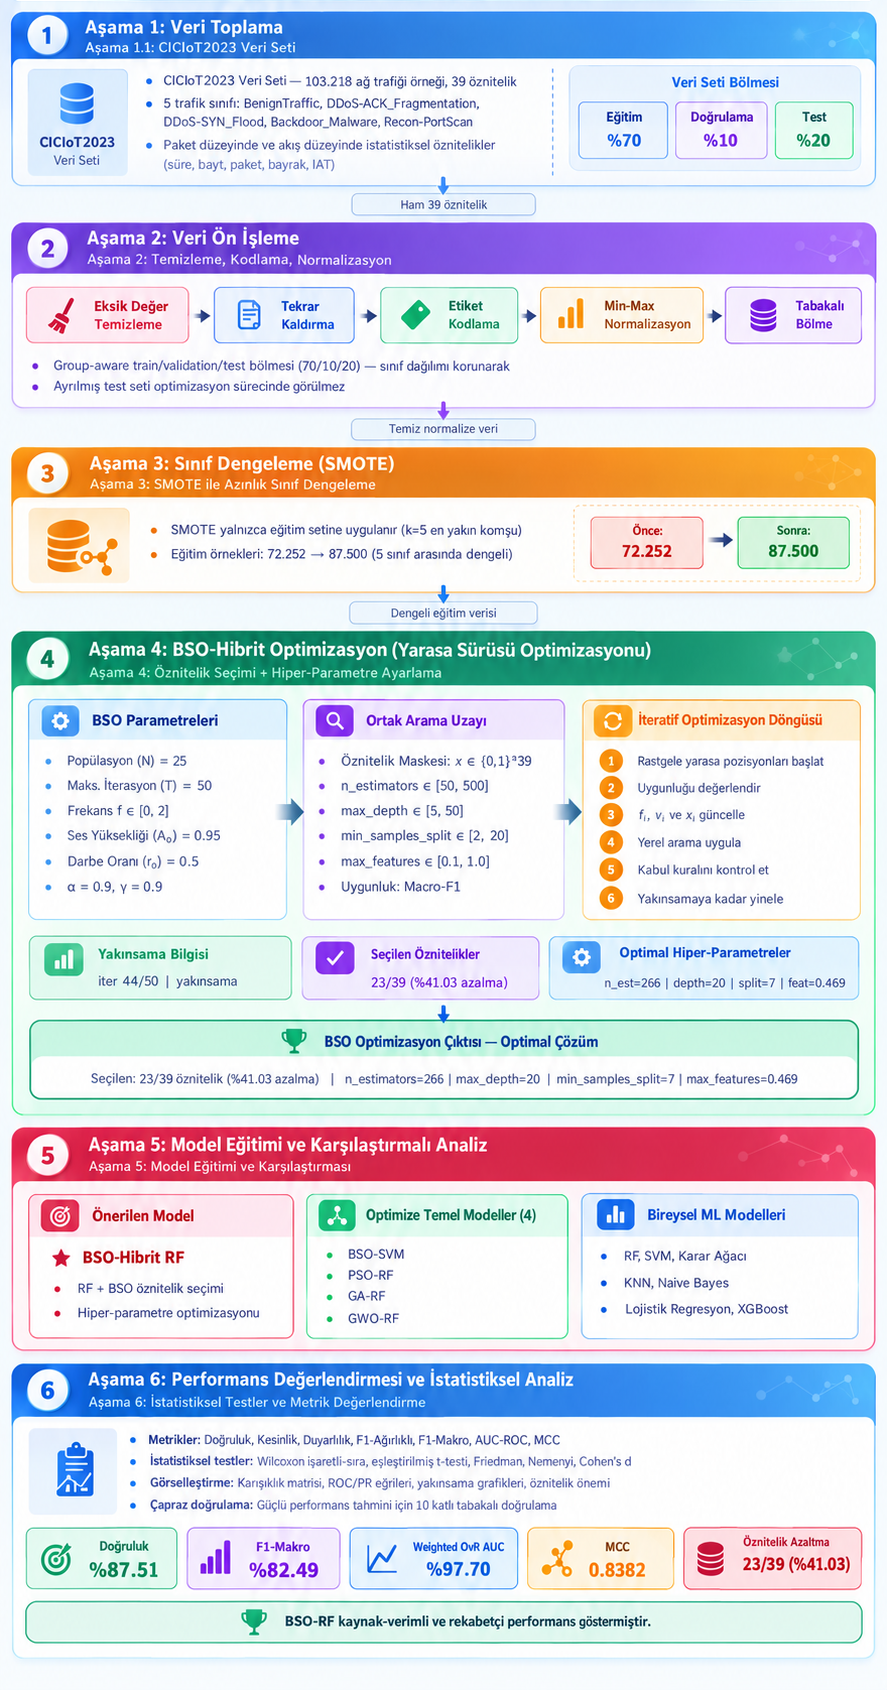 1
Aşama 1: Veri Toplama
Aşama 1.1: CICIoT2023 Veri Seti
CICIoT2023
Veri Seti
• CICIoT2023 Veri Seti — 103.218 ağ trafiği örneği, 39 öznitelik
• 5 trafik sınıfı: BenignTraffic, DDoS-ACK_Fragmentation,
DDoS-SYN_Flood, Backdoor_Malware, Recon-PortScan
• Paket düzeyinde ve akış düzeyinde istatistiksel öznitelikler
(süre, bayt, paket, bayrak, IAT)
Veri Seti Bölmesi
Eğitim
%70
Doğrulama
%10
Test
%20
Ham 39 öznitelik
2
Aşama 2: Veri Ön İşleme
Aşama 2: Temizleme, Kodlama, Normalizasyon
Eksik Değer
Temizleme
Tekrar
Kaldırma
Etiket
Kodlama
Min-Max
Normalizasyon
Tabakalı
Bölme
• Group-aware train/validation/test bölmesi (70/10/20) — sınıf dağılımı korunarak
• Ayrılmış test seti optimizasyon sürecinde görülmez
Temiz normalize veri
3
Aşama 3: Sınıf Dengeleme (SMOTE)
Aşama 3: SMOTE ile Azınlık Sınıf Dengeleme
• SMOTE yalnızca eğitim setine uygulanır (k=5 en yakın komşu)
• Eğitim örnekleri: 72.252 → 87.500 (5 sınıf arasında dengeli)
Önce:
72.252
Sonra:
87.500
Dengeli eğitim verisi
4
Aşama 4: BSO-Hibrit Optimizasyon (Yarasa Sürüsü Optimizasyonu)
Aşama 4: Öznitelik Seçimi + Hiper-Parametre Ayarlama
BSO Parametreleri
• Popülasyon (N) = 25
• Maks. İterasyon (T) = 50
• Frekans f ∈ [0, 2]
• Ses Yüksekliği (A₀) = 0.95
• Darbe Oranı (r₀) = 0.5
• α = 0.9, γ = 0.9
Ortak Arama Uzayı
• Öznitelik Maskesi: x ∈ {0,1}ᵃ39
• n_estimators ∈ [50, 500]
• max_depth ∈ [5, 50]
• min_samples_split ∈ [2, 20]
• max_features ∈ [0.1, 1.0]
• Uygunluk: Macro-F1
İteratif Optimizasyon Döngüsü
1 Rastgele yarasa pozisyonları başlat
2 Uygunluğu değerlendir
3 fᵢ, vᵢ ve xᵢ güncelle
4 Yerel arama uygula
5 Kabul kuralını kontrol et
6 Yakınsamaya kadar yinele
Yakınsama Bilgisi
iter 44/50 | yakınsama
Seçilen Öznitelikler
23/39 (%41.03 azalma)
Optimal Hiper-Parametreler
n_est=266 | depth=20 | split=7 | feat=0.469
BSO Optimizasyon Çıktısı — Optimal Çözüm
Seçilen: 23/39 öznitelik (%41.03 azalma) | n_estimators=266 | max_depth=20 | min_samples_split=7 | max_features=0.469
5
Aşama 5: Model Eğitimi ve Karşılaştırmalı Analiz
Aşama 5: Model Eğitimi ve Karşılaştırması
Önerilen Model
BSO-Hibrit RF
• RF + BSO öznitelik seçimi
• Hiper-parametre optimizasyonu
Optimize Temel Modeller (4)
• BSO-SVM
• PSO-RF
• GA-RF
• GWO-RF
Bireysel ML Modelleri
• RF, SVM, Karar Ağacı
• KNN, Naive Bayes
• Lojistik Regresyon, XGBoost
6
Aşama 6: Performans Değerlendirmesi ve İstatistiksel Analiz
Aşama 6: İstatistiksel Testler ve Metrik Değerlendirme
• Metrikler: Doğruluk, Kesinlik, Duyarlılık, F1-Ağırlıklı, F1-Makro, AUC-ROC, MCC
• İstatistiksel testler: Wilcoxon işaretli-sıra, eşleştirilmiş t-testi, Friedman, Nemenyi, Cohen's d
• Görselleştirme: Karışıklık matrisi, ROC/PR eğrileri, yakınsama grafikleri, öznitelik önemi
• Çapraz doğrulama: Güçlü performans tahmini için 10 katlı tabakalı doğrulama
Doğruluk
%87.51
F1-Makro
%82.49
Weighted OvR AUC
%97.70
MCC
0.8382
Öznitelik Azaltma
23/39 (%41.03)
BSO-RF kaynak-verimli ve rekabetçi performans göstermiştir.